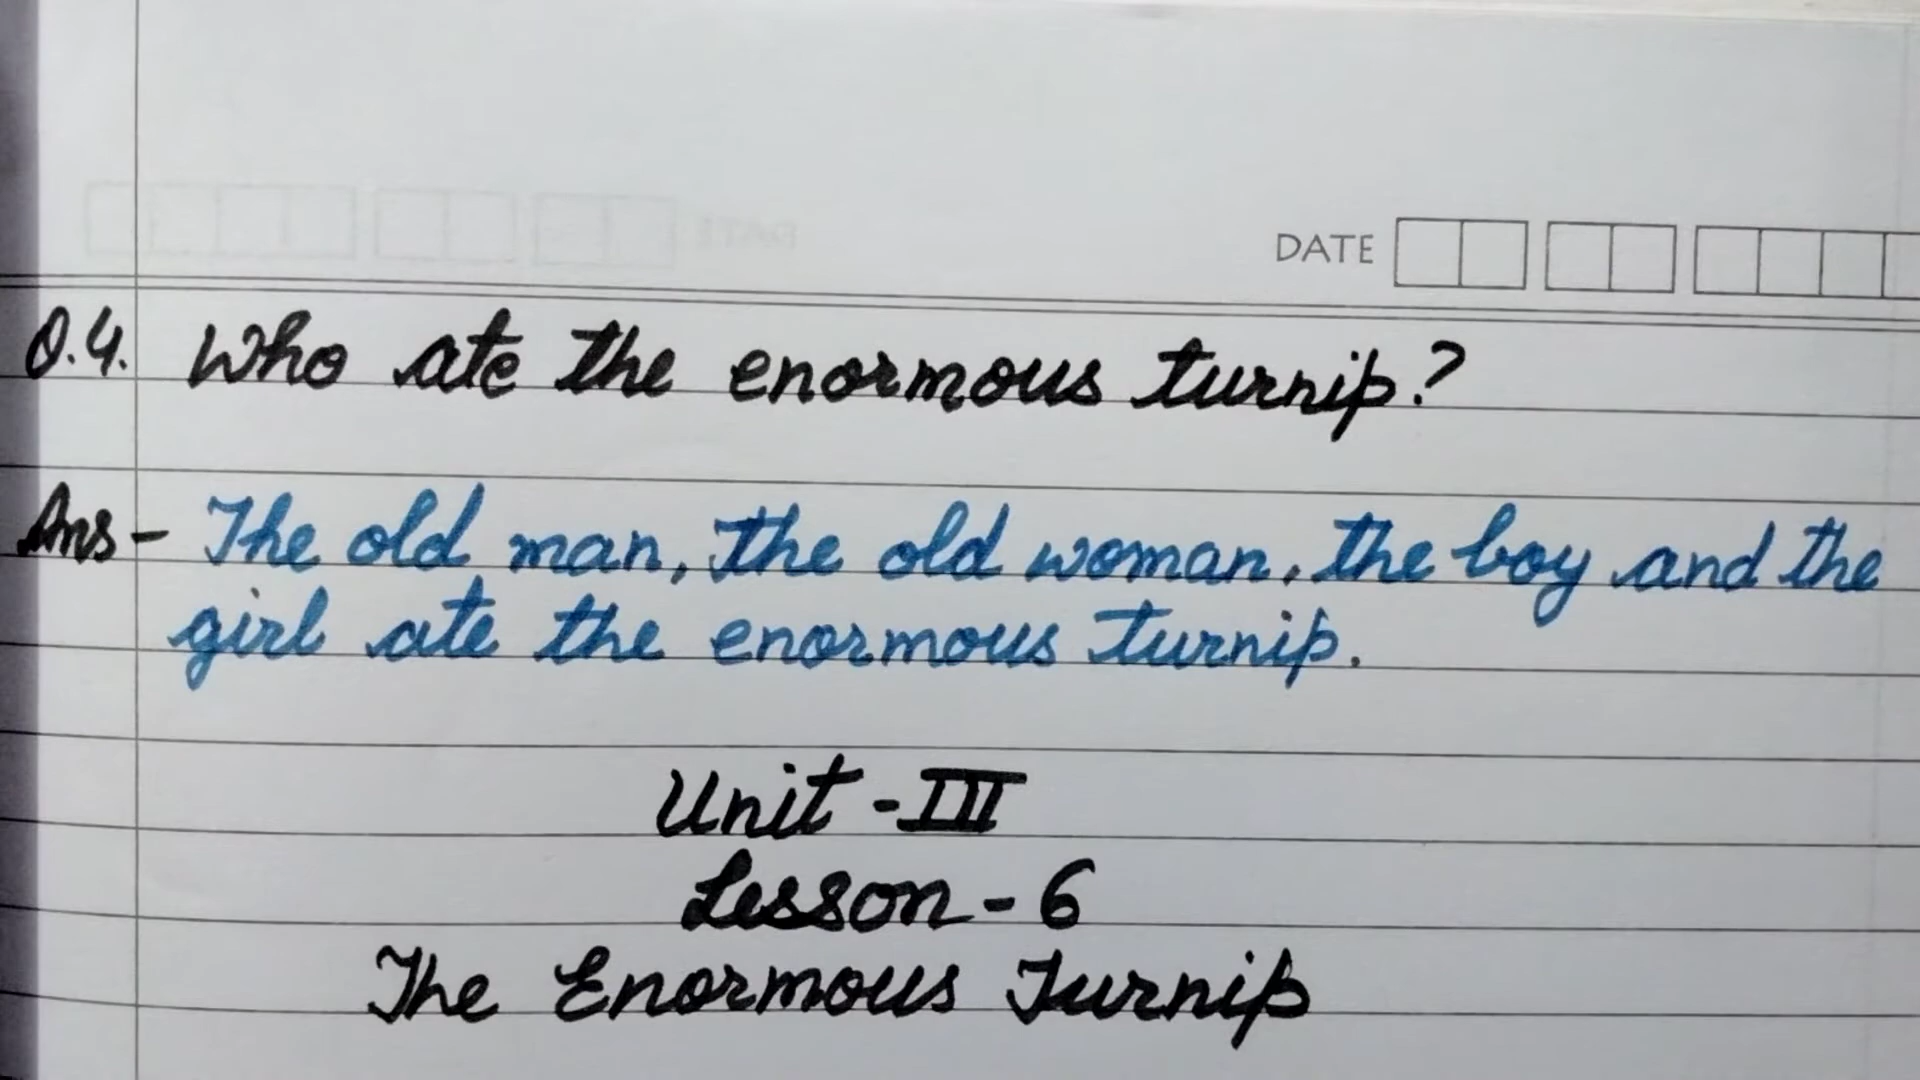 DATE
Q.4. Who ate the enormous turnip?
Ans- The old man, the old woman, the boy and the
girl ate the enormous turnip.
Unit - III
Lesson - 6
The Enormous Turnip